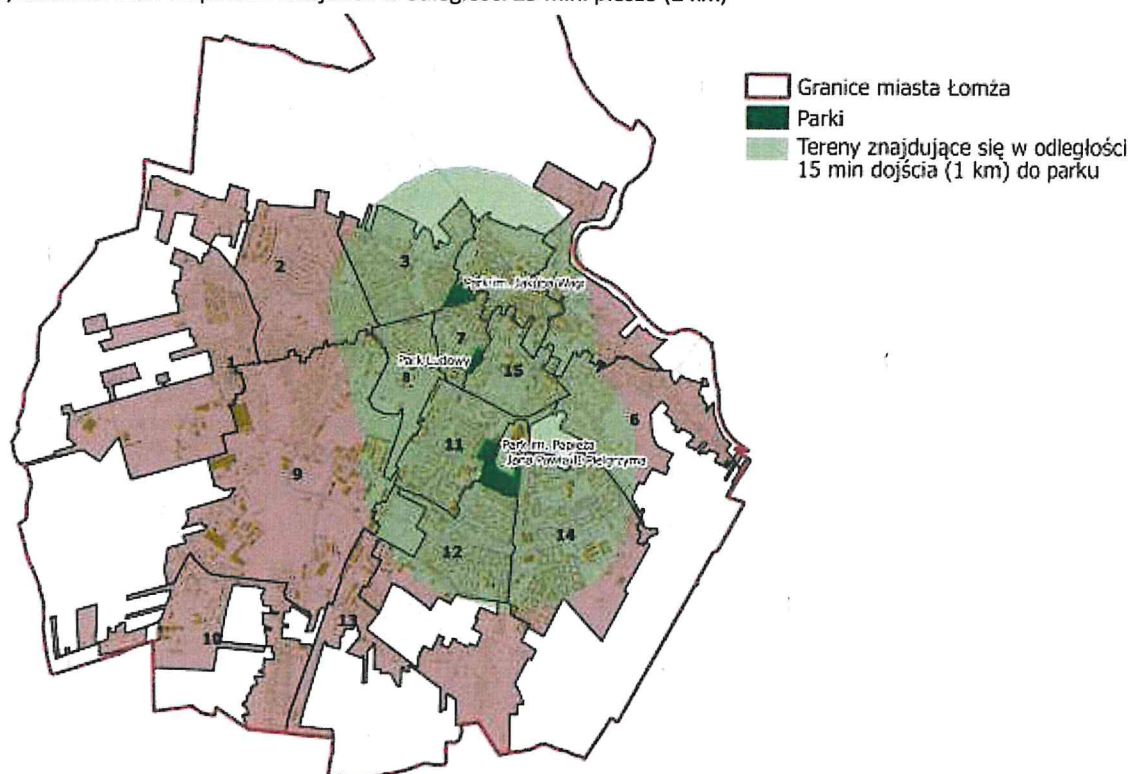 Granice miasta Łomża
Parki
Tereny znajdujące się w odległości
15 min dojścia (1 km) do parku
2
3
Park im. Jakuba Wagi
7
Park Ludowy
8
15
1
6
11
Park im. Papieża
Jana Pawła II Pielgrzyma
9
14
12
13
10